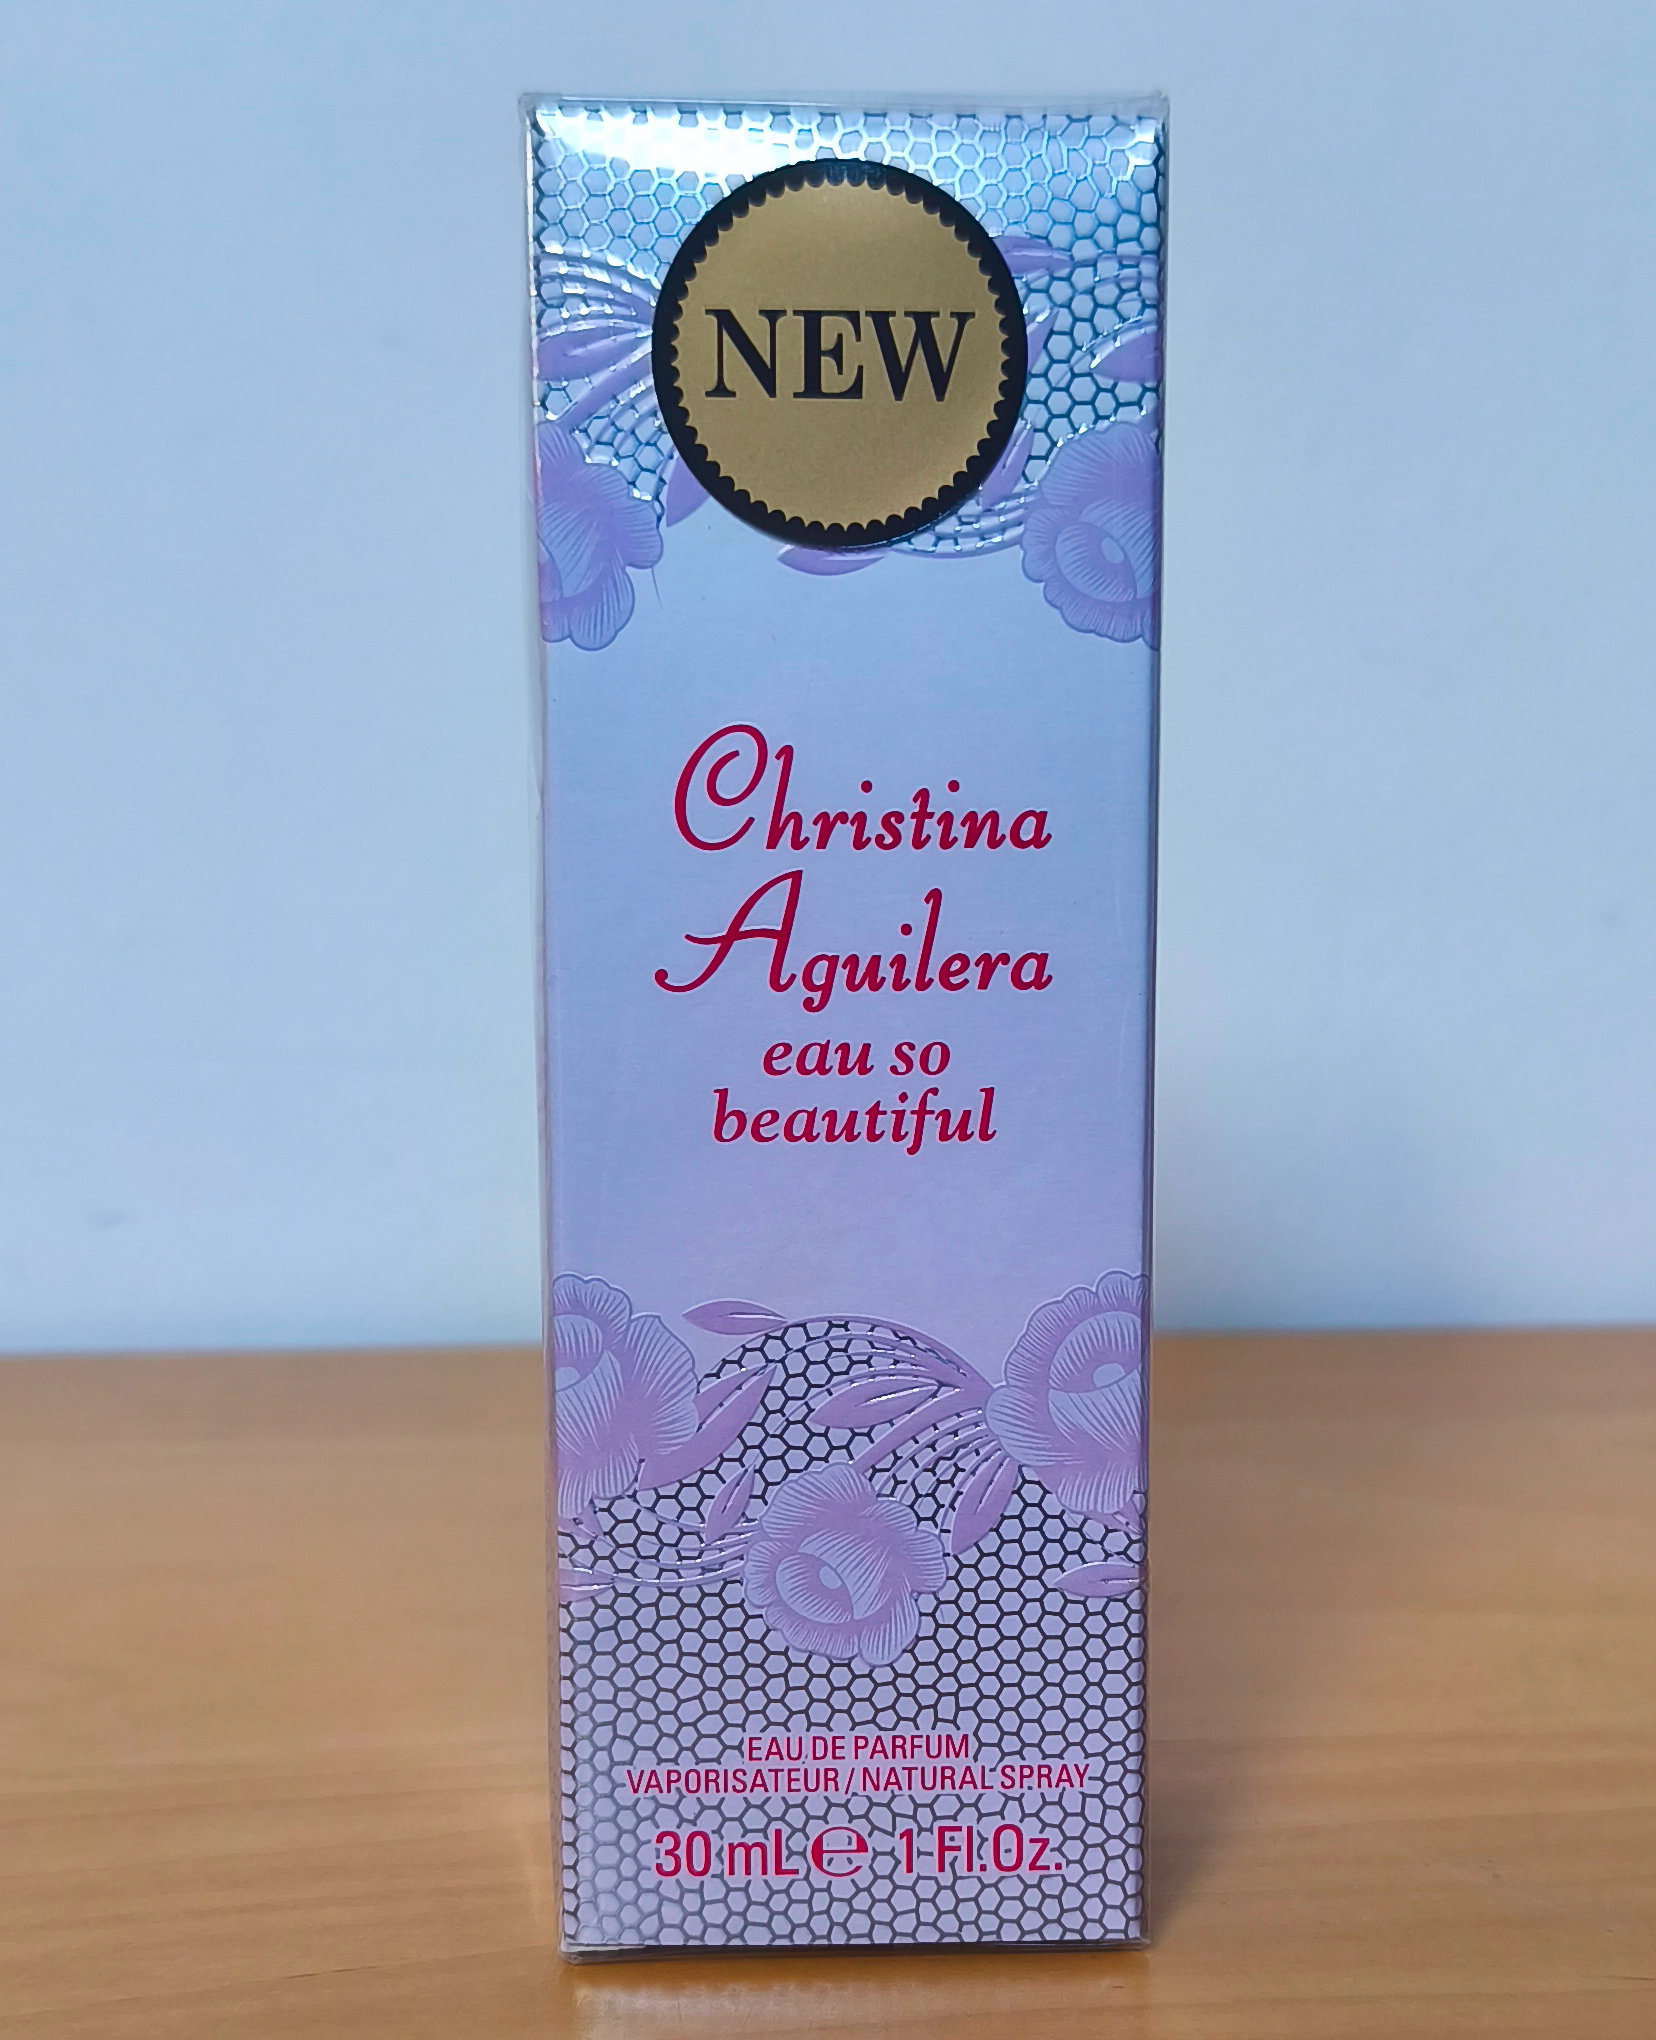 NEW
Christina
Aguilera
eau so
beautiful
EAU DE PARFUM
VAPORISATEUR / NATURAL SPRAY
30 mL ℮ 1 Fl.Oz.